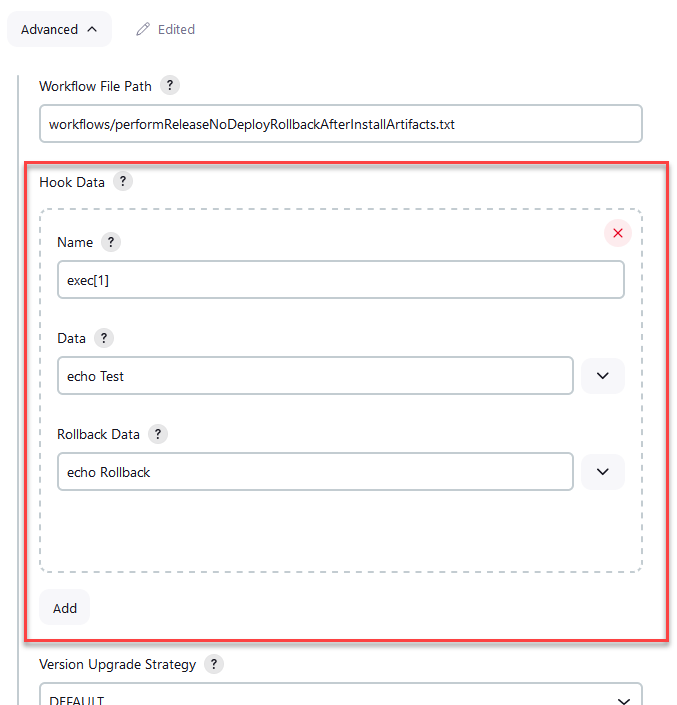 Advanced Edited
Workflow File Path ?
workflows/performReleaseNoDeployRollbackAfterInstallArtifacts.txt
Hook Data ?
Name ?
exec[1]
Data ?
echo Test
Rollback Data ?
echo Rollback
Add
Version Upgrade Strategy ?
DEFAULT